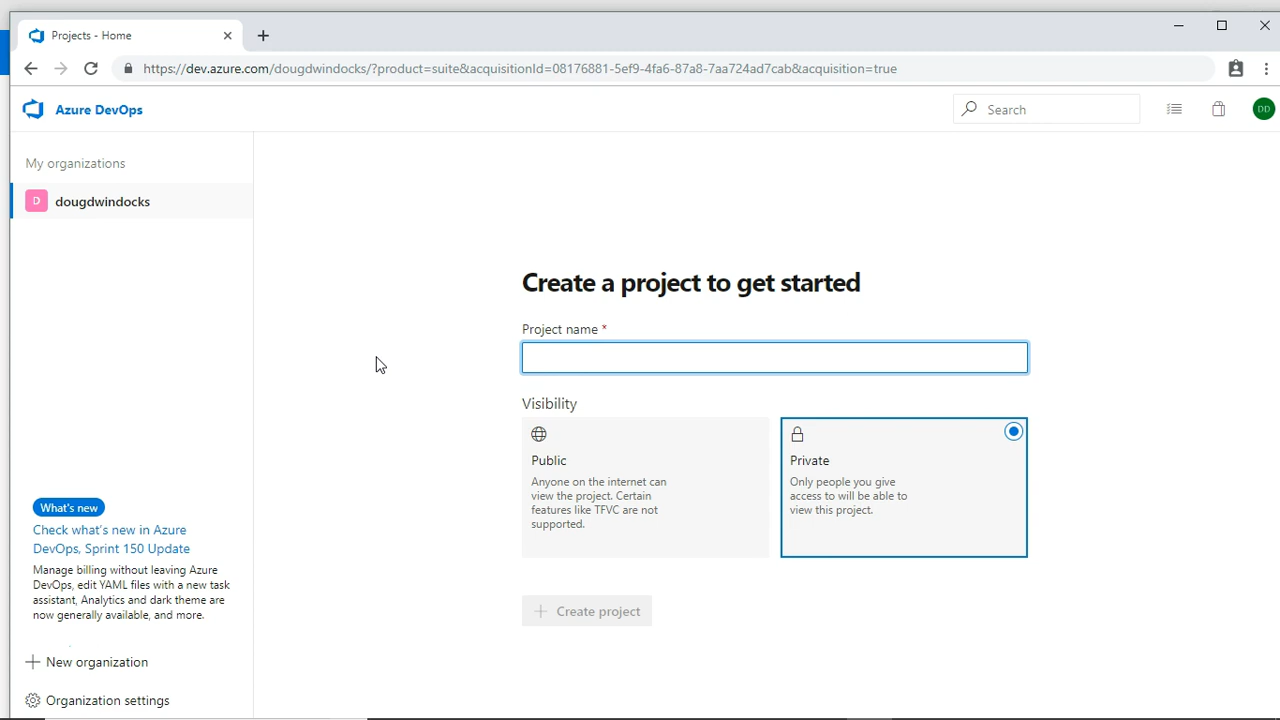 Projects - Home
https://dev.azure.com/dougdwindocks/?product=suite&acquisitionId=08176881-5ef9-4fa6-87a8-7aa724ad7cab&acquisition=true
Azure DevOps
Search
DD
My organizations
D dougdwindocks
Create a project to get started
Project name *
Visibility
Public
Anyone on the internet can
view the project. Certain
features like TFVC are not
supported.
Private
Only people you give
access to will be able to
view this project.
+ Create project
What's new
Check what's new in Azure
DevOps, Sprint 150 Update
Manage billing without leaving Azure
DevOps, edit YAML files with a new task
assistant, Analytics and dark theme are
now generally available, and more.
+ New organization
Organization settings